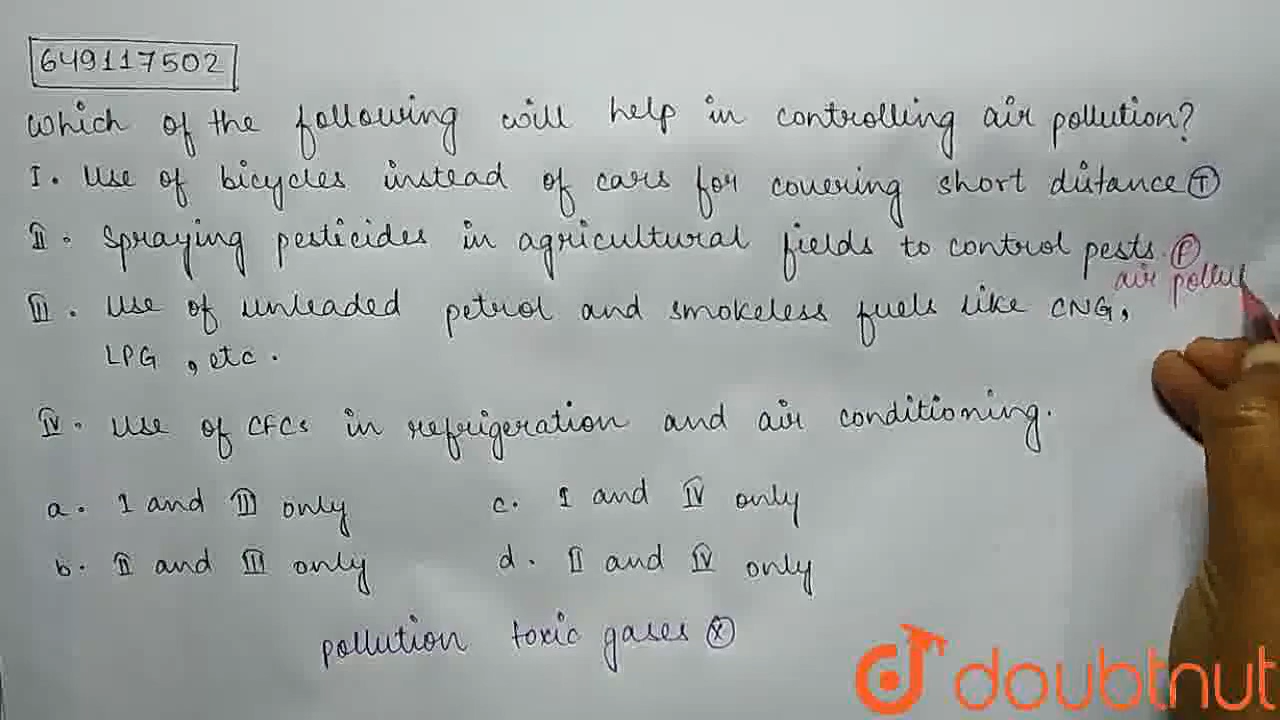 649117502
Which of the following will help in controlling air pollution?
I. Use of bicycles instead of cars for covering short distance Ⓣ
II. Spraying pesticides in agricultural fields to control pests. Ⓕ
air pollu
III. Use of unleaded petrol and smokeless fuels like CNG,
LPG, etc.
IV. Use of CFCs in refrigeration and air conditioning.
a. I and III only
c. I and IV only
b. II and III only
d. II and IV only
pollution toxic gases ⓧ
doubtnut